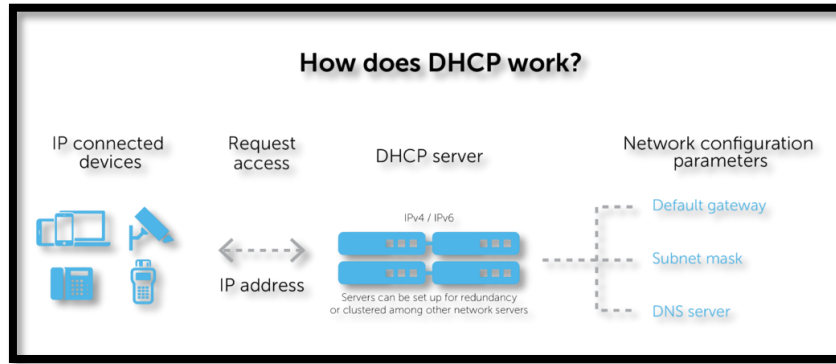 How does DHCP work?
IP connected
devices
Request
access
IP address
DHCP server
IPv4 / IPv6
Servers can be set up for redundancy
or clustered among other network servers
Network configuration
parameters
Default gateway
Subnet mask
DNS server